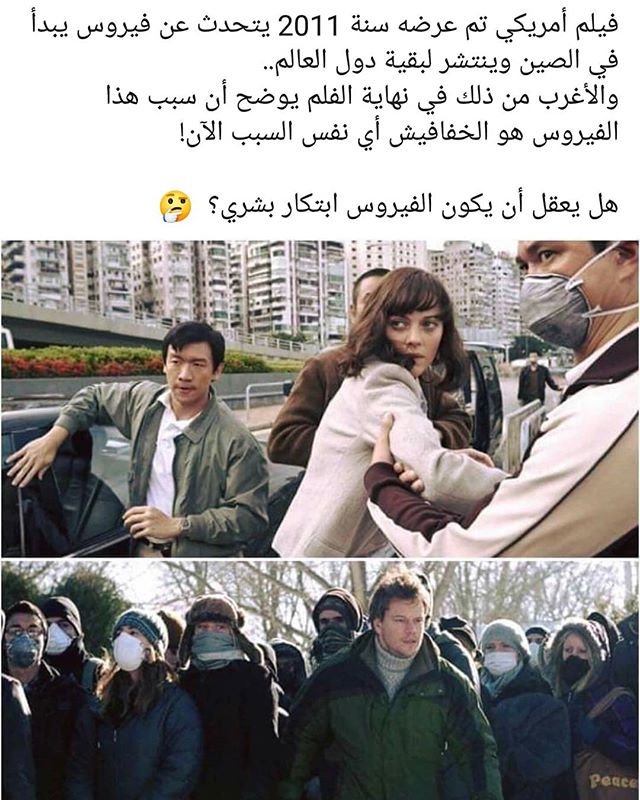 فيلم أمريكي تم عرضه سنة 2011 يتحدث عن فيروس يبدأ
في الصين وينتشر لبقية دول العالم..
والأغرب من ذلك في نهاية الفلم يوضح أن سبب هذا
الفيروس هو الخفافيش أي نفس السبب الآن!
هل يعقل أن يكون الفيروس ابتكار بشري؟ 🤔
Peace